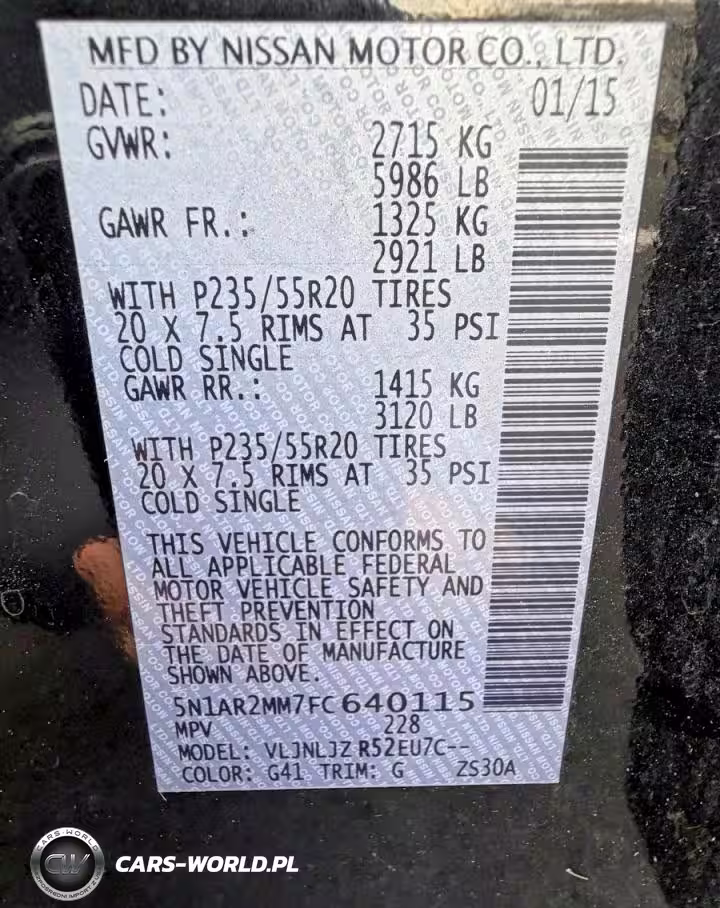 MFD BY NISSAN MOTOR CO., LTD.
DATE: 01/15
GVWR: 2715 KG
5986 LB
GAWR FR.: 1325 KG
2921 LB
WITH P235/55R20 TIRES
20 X 7.5 RIMS AT 35 PSI
COLD SINGLE
GAWR RR.: 1415 KG
3120 LB
WITH P235/55R20 TIRES
20 X 7.5 RIMS AT 35 PSI
COLD SINGLE
THIS VEHICLE CONFORMS TO
ALL APPLICABLE FEDERAL
MOTOR VEHICLE SAFETY AND
THEFT PREVENTION
STANDARDS IN EFFECT ON
THE DATE OF MANUFACTURE
SHOWN ABOVE.
5N1AR2MM7FC640115
MPV 228
MODEL: VLJNLJZ R52EU7C--
COLOR: G41 TRIM: G ZS30A
CARS-WORLD
CW
CARS-WORLD.PL